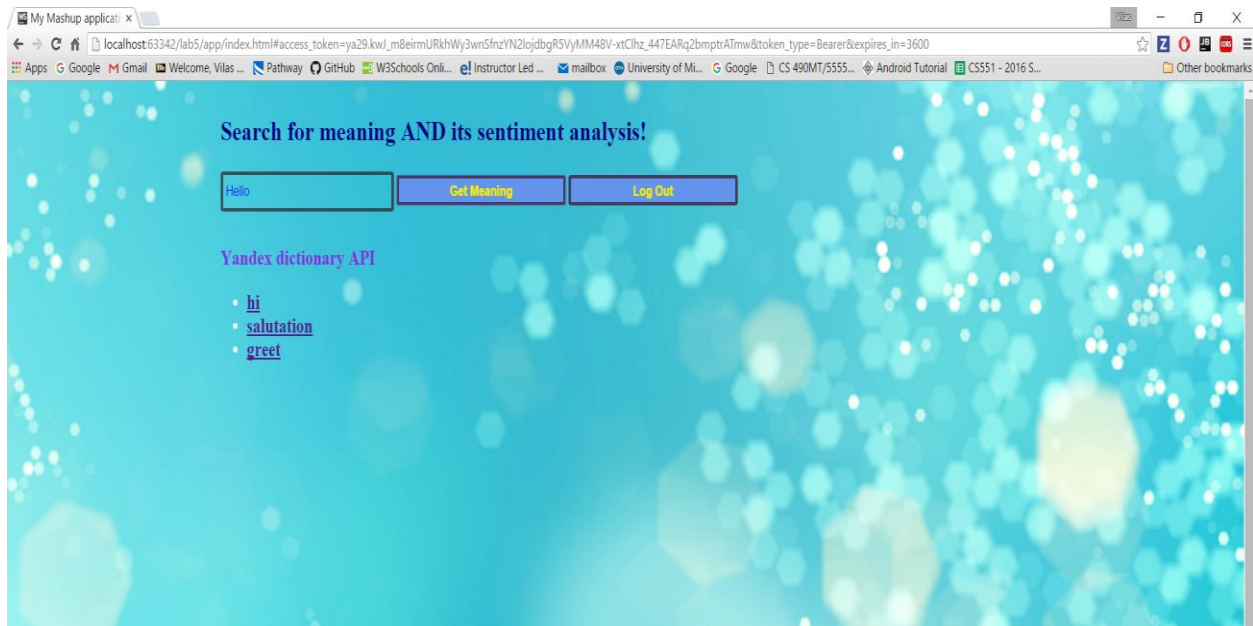 My Mashup applicati
Vilas
localhost:63342/lab5/app/index.html#access_token=ya29.kwJ_m8eirmURkhWy3wnSfnzYN2lojdbgR5VyMM48V-xtClhz_447EARq2bmptrATmw&token_type=Bearer&expires_in=3600
Apps Google Gmail Welcome, Vilas ... Pathway GitHub W3Schools Onli... Instructor Led ... mailbox University of Mi... Google CS 490MT/5555... Android Tutorial CS551 - 2016 S... Other bookmarks
Search for meaning AND its sentiment analysis!
Hello Get Meaning Log Out
Yandex dictionary API
hi
salutation
greet